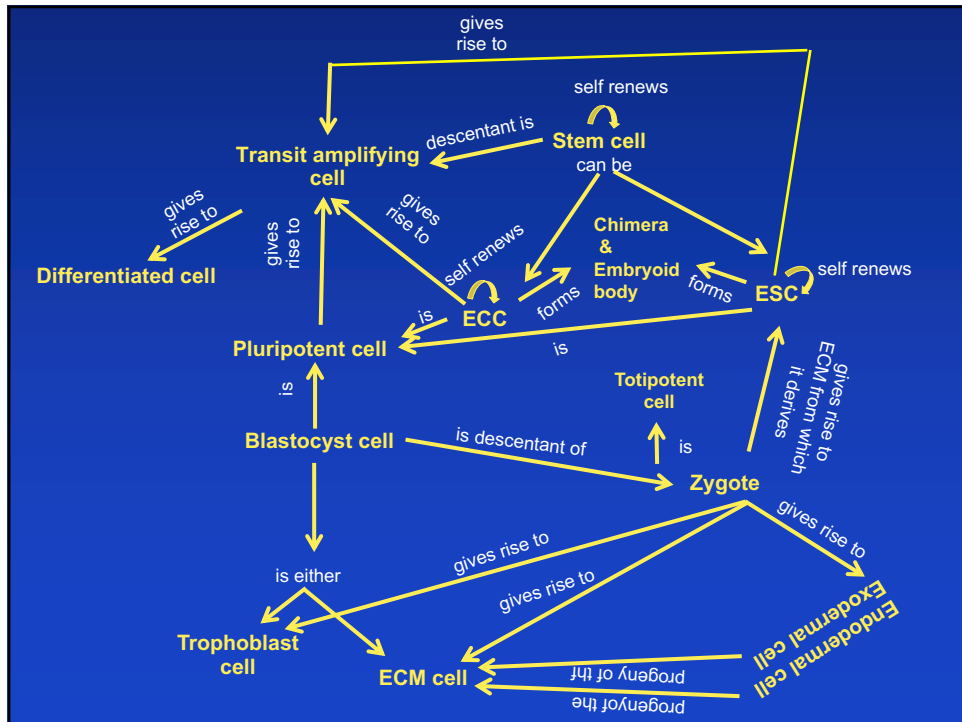 gives
rise to
self renews
descentant is
Stem cell
can be
Transit amplifying
cell
gives
rise to
gives
rise to
gives
rise to
self renews
Chimera
&
Embryoid
body
self renews
Differentiated cell
ECC
forms
forms
ESC
is
is
Pluripotent cell
is
Totipotent
cell
gives rise to
ECM from which
it derives
Blastocyst cell
is descentant of
is
Zygote
gives rise to
gives rise to
gives rise to
is either
Trophoblast
cell
ECM cell
Exodermal cell
Endodermal cell
progeny of thf
progenyof the